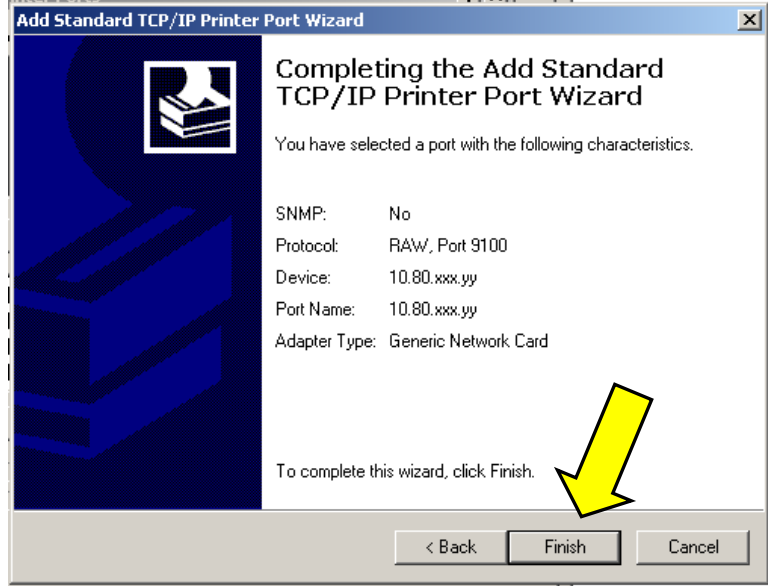 Add Standard TCP/IP Printer Port Wizard
Completing the Add Standard
TCP/IP Printer Port Wizard
You have selected a port with the following characteristics.
SNMP: No
Protocol: RAW, Port 9100
Device: 10.80.xxx.yy
Port Name: 10.80.xxx.yy
Adapter Type: Generic Network Card
To complete this wizard, click Finish.
< Back Finish Cancel